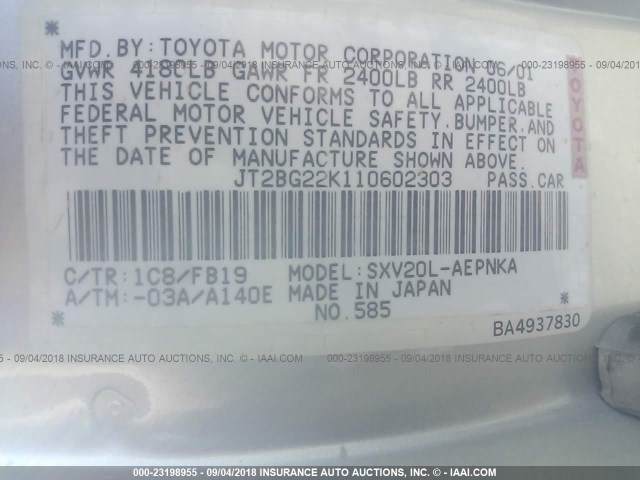 MFD.BY:TOYOTA MOTOR CORPORATION 06/01
GVWR 4180LB GAWR FR 2400LB RR 2400LB
THIS VEHICLE CONFORMS TO ALL APPLICABLE
FEDERAL MOTOR VEHICLE SAFETY,BUMPER,AND
THEFT PREVENTION STANDARDS IN EFFECT ON
THE DATE OF MANUFACTURE SHOWN ABOVE.
TOYOTA
JT2BG22K110602303 PASS.CAR
C/TR:1C8/FB19 MODEL:SXV20L-AEPNKA
A/TM:-03A/A140E MADE IN JAPAN
NO.585
BA4937830
000-23198955 - 09/04/2018 INSURANCE AUTO AUCTIONS, INC. - © IAAI.COM